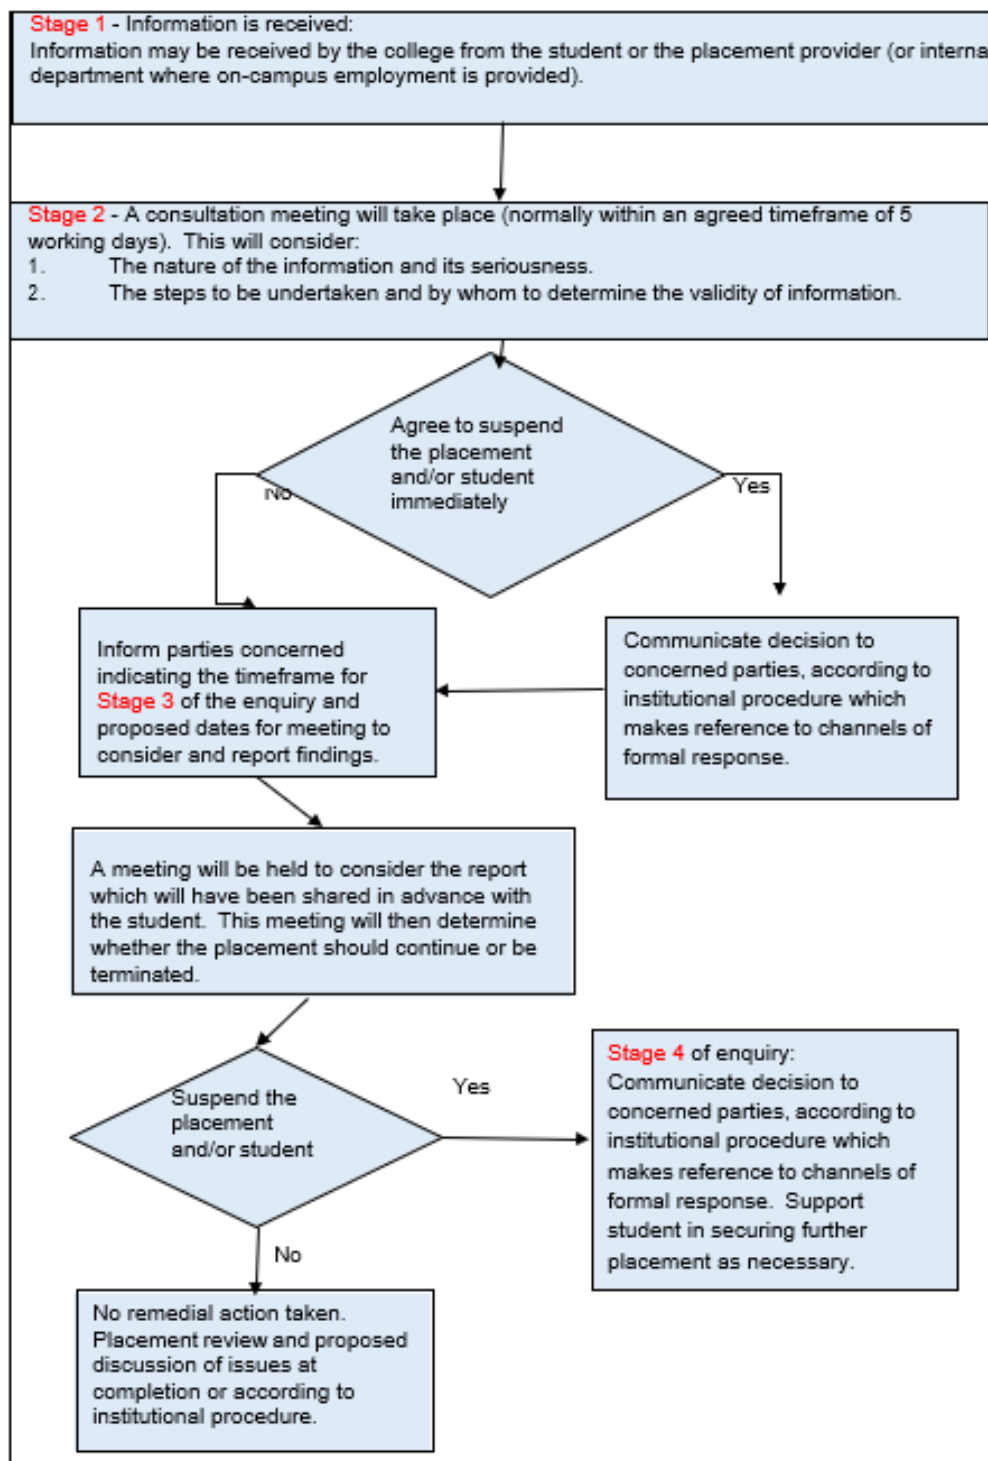 Stage 1 - Information is received:
Information may be received by the college from the student or the placement provider (or interna
department where on-campus employment is provided).
Stage 2 - A consultation meeting will take place (normally within an agreed timeframe of 5
working days). This will consider:
1. The nature of the information and its seriousness.
2. The steps to be undertaken and by whom to determine the validity of information.
Agree to suspend
the placement
and/or student
immediately
No
Yes
Inform parties concerned
indicating the timeframe for
Stage 3 of the enquiry and
proposed dates for meeting to
consider and report findings.
Communicate decision to
concerned parties, according to
institutional procedure which
makes reference to channels of
formal response.
A meeting will be held to consider the report
which will have been shared in advance with
the student. This meeting will then determine
whether the placement should continue or be
terminated.
Suspend the
placement
and/or student
Yes
Stage 4 of enquiry:
Communicate decision to
concerned parties, according to
institutional procedure which
makes reference to channels of
formal response. Support
student in securing further
placement as necessary.
No
No remedial action taken.
Placement review and proposed
discussion of issues at
completion or according to
institutional procedure.